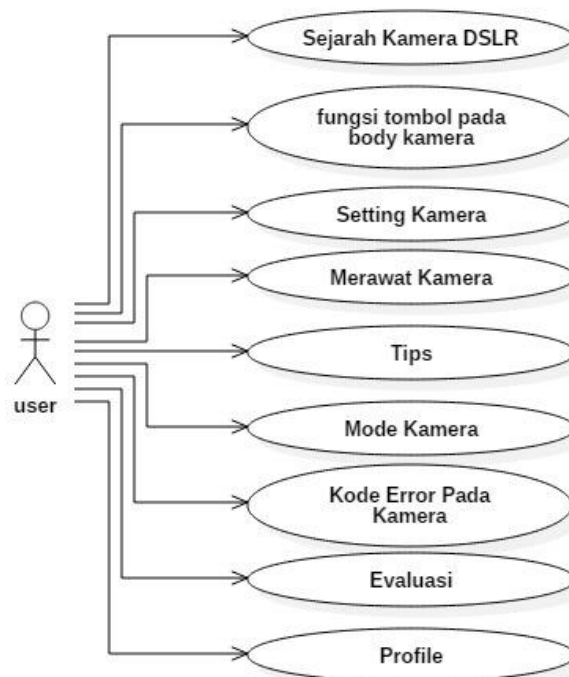 Sejarah Kamera DSLR
fungsi tombol pada
body kamera
Setting Kamera
Merawat Kamera
Tips
user
Mode Kamera
Kode Error Pada
Kamera
Evaluasi
Profile